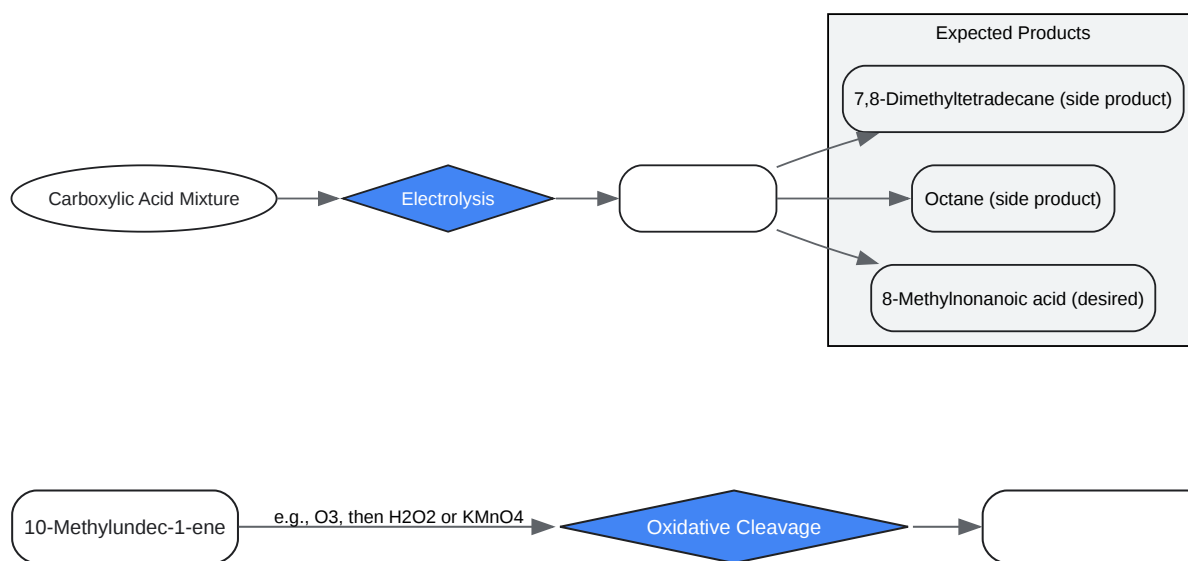 Expected Products
7,8-Dimethyltetradecane (side product)
Carboxylic Acid Mixture
Electrolysis
Octane (side product)
8-Methylnonanoic acid (desired)
10-Methylundec-1-ene
e.g., O3, then H2O2 or KMnO4
Oxidative Cleavage